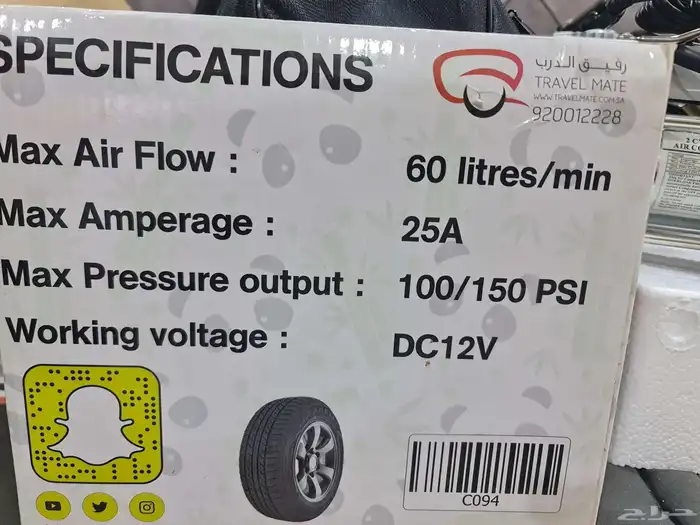 SPECIFICATIONS
رفيق الدرب
TRAVEL MATE
WWW.TRAVELMATE.COM.SA
920012228
Max Air Flow : 60 litres/min
Max Amperage : 25A
Max Pressure output : 100/150 PSI
Working voltage : DC12V
C094
حراج